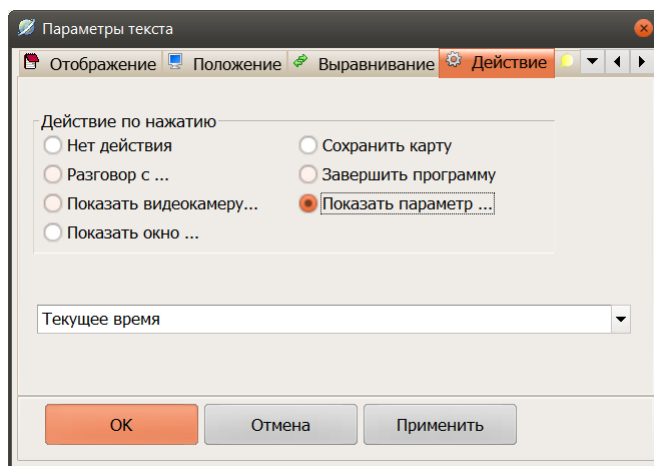 Параметры текста
Отображение Положение Выравнивание Действие
Действие по нажатию
Нет действия Сохранить карту
Разговор с ... Завершить программу
Показать видеокамеру... Показать параметр ...
Показать окно ...
Текущее время
OK Отмена Применить